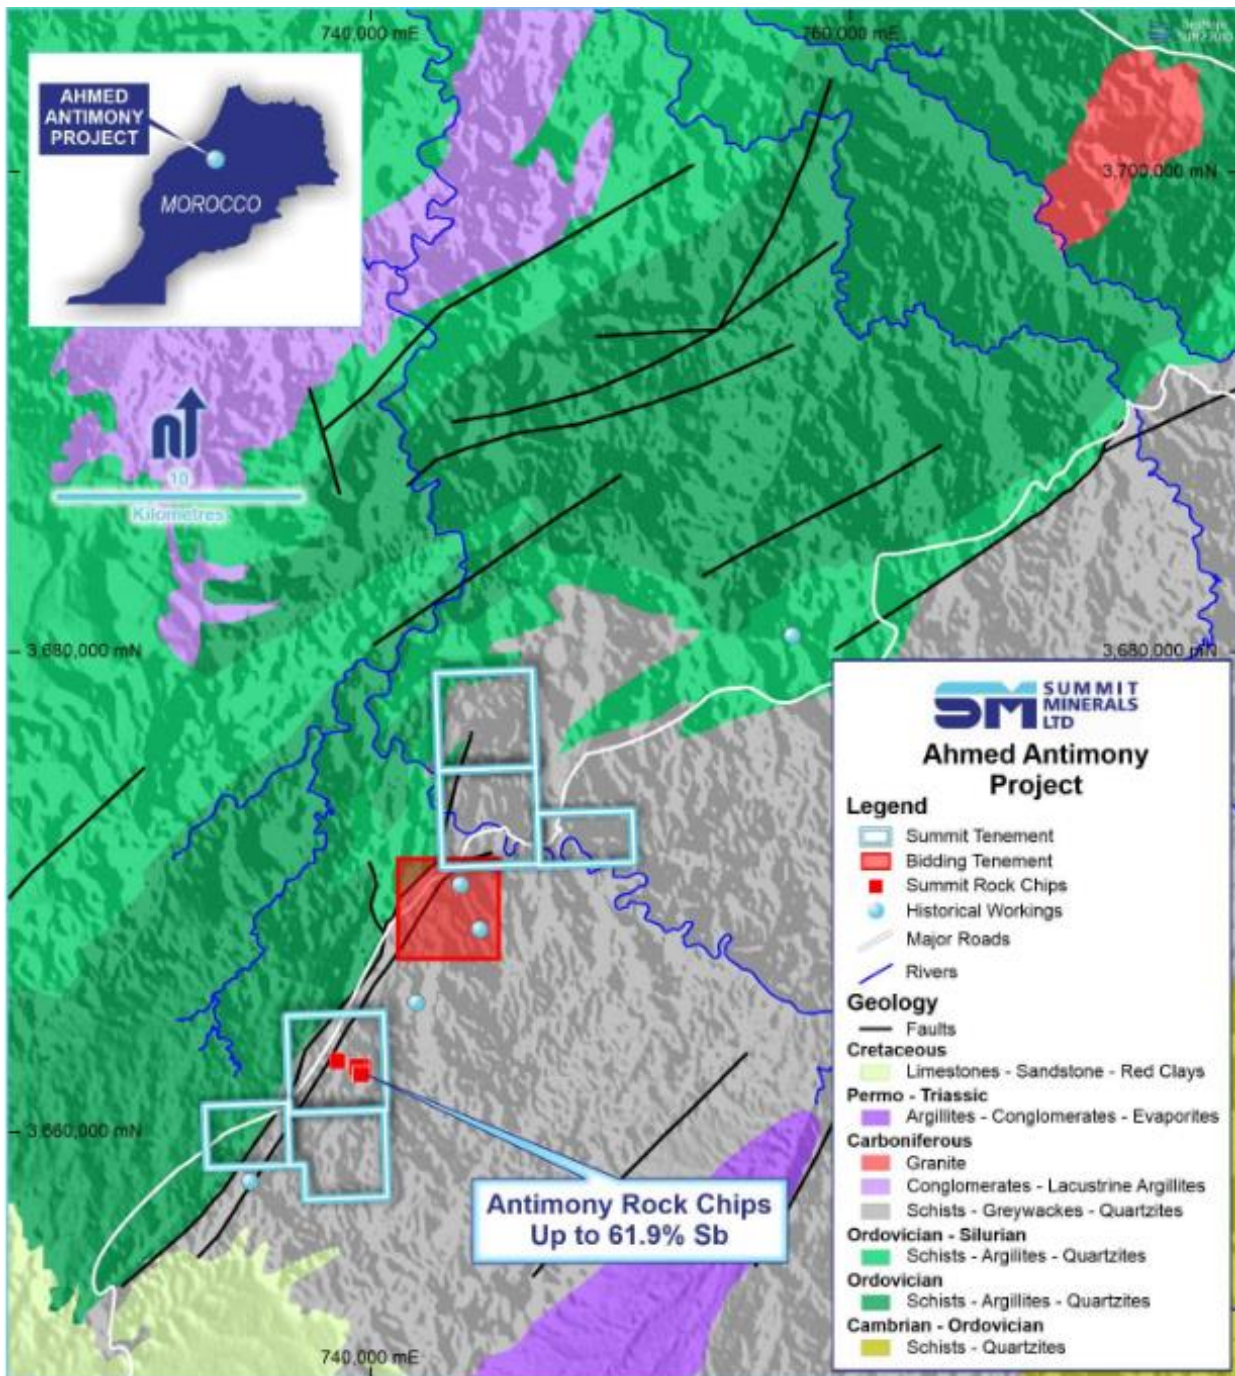 740,000 mE
760,000 mE
AHMED
ANTIMONY
PROJECT
MOROCCO
3,700,000 mN
10
Kilometres
3,680,000 mN
3,680,000 mN
SM SUMMIT
MINERALS
LTD
Ahmed Antimony
Project
Legend
Summit Tenement
Bidding Tenement
Summit Rock Chips
Historical Workings
Major Roads
Rivers
Geology
Faults
Cretaceous
Limestones - Sandstone - Red Clays
Permo - Triassic
Argillites - Conglomerates - Evaporites
Carboniferous
Granite
Conglomerates - Lacustrine Argillites
Schists - Greywackes - Quartzites
Ordovician - Silurian
Schists - Argilites - Quartzites
Ordovician
Schists - Argillites - Quartzites
Cambrian - Ordovician
Schists - Quartzites
3,660,000 mN
Antimony Rock Chips
Up to 61.9% Sb
740,000 mE